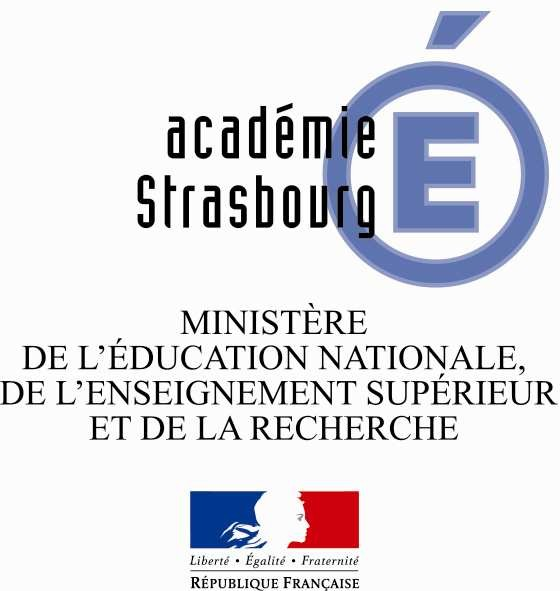 académie
Strasbourg
É
MINISTÈRE
DE L’ÉDUCATION NATIONALE,
DE L’ENSEIGNEMENT SUPÉRIEUR
ET DE LA RECHERCHE
Liberté • Égalité • Fraternité
RÉPUBLIQUE FRANÇAISE